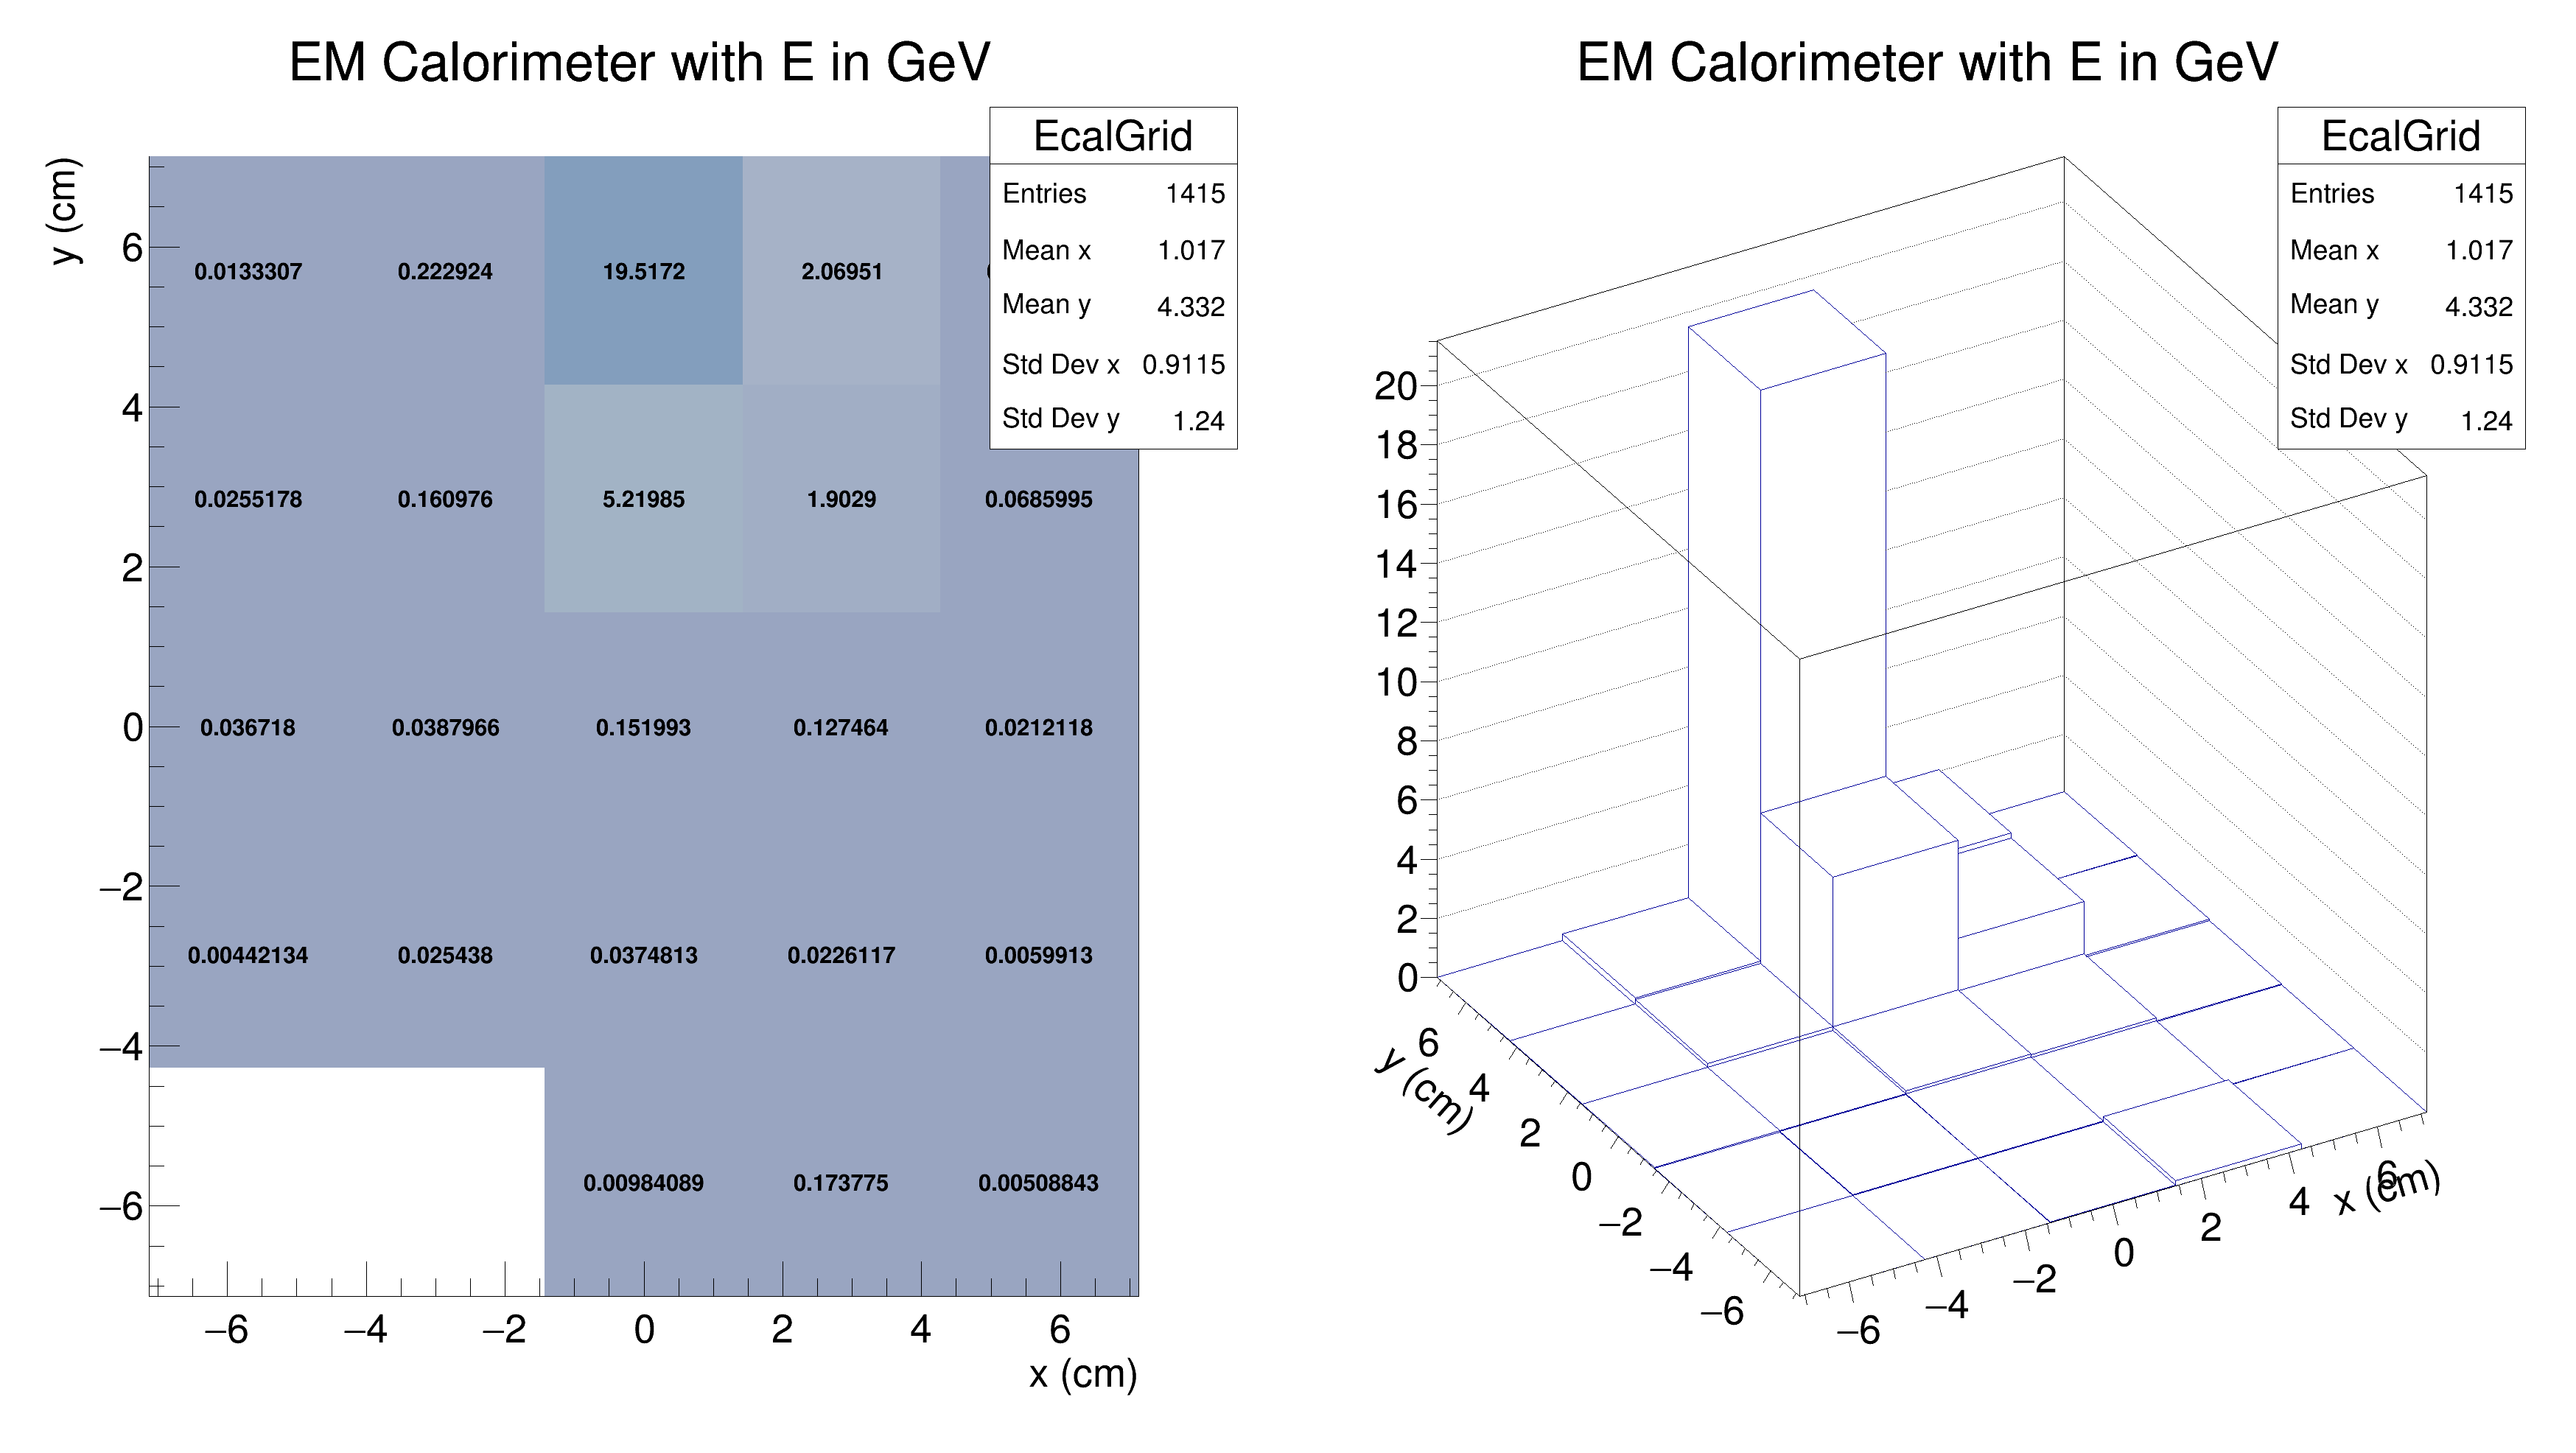 EM Calorimeter with E in GeV
EcalGrid
Entries 1415
Mean x 1.017
Mean y 4.332
Std Dev x 0.9115
Std Dev y 1.24
y (cm)
6
4
2
0
−2
−4
−6
0.0133307 0.222924 19.5172 2.06951
0.0255178 0.160976 5.21985 1.9029 0.0685995
0.036718 0.0387966 0.151993 0.127464 0.0212118
0.00442134 0.025438 0.0374813 0.0226117 0.0059913
0.00984089 0.173775 0.00508843
−6 −4 −2 0 2 4 6
x (cm)
EM Calorimeter with E in GeV
EcalGrid
Entries 1415
Mean x 1.017
Mean y 4.332
Std Dev x 0.9115
Std Dev y 1.24
20
18
16
14
12
10
8
6
4
2
0
6
4
2
0
−2
−4
−6
y (cm)
−6 −4 −2 0 2 4 6
x (cm)